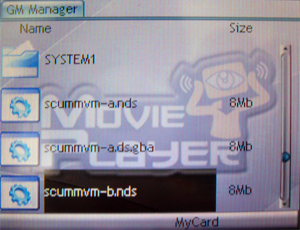 GM Manager
Name Size
SYSTEM1
scummvm-a.nds 8Mb
MOVIE
scummvm-a.ds.gba 8Mb
PLAYER
scummvm-b.nds 8Mb
MyCard